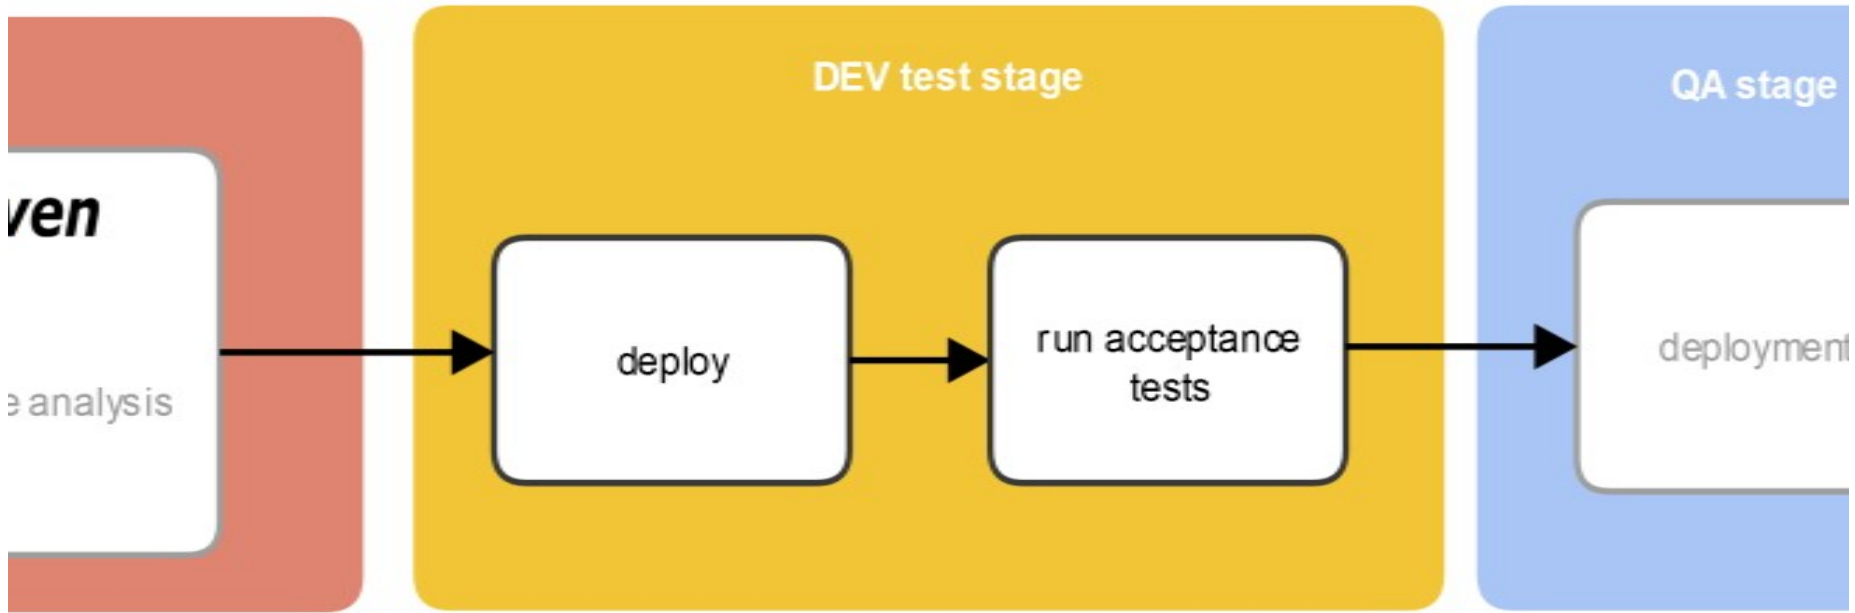 DEV test stage
QA stage
ven
deploy
run acceptance
tests
deployment
e analysis